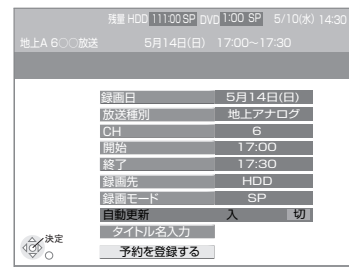 残量 HDD 111:00 SP DVD 1:00 SP 5/10(水) 14:30
地上A 6○○放送 5月14日(日) 17:00～17:30
録画日 5月14日(日)
放送種別 地上アナログ
CH 6
開始 17:00
終了 17:30
録画先 HDD
録画モード SP
自動更新 入 切
タイトル名入力
予約を登録する
決定